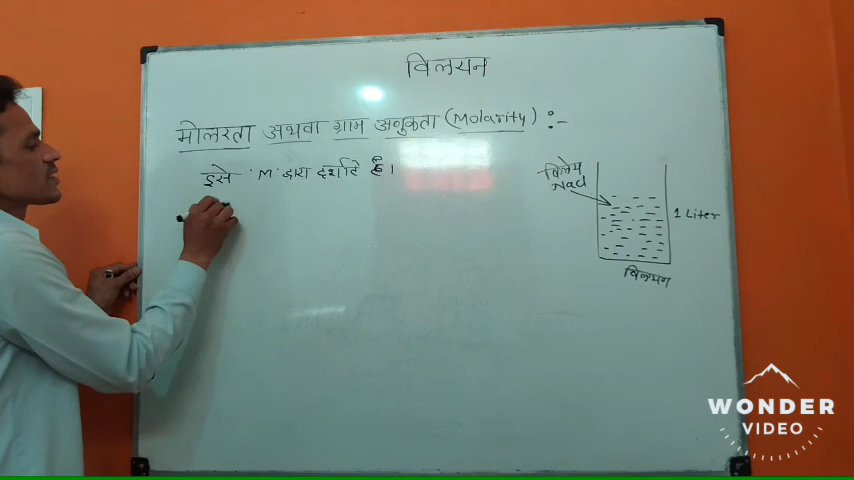 विलयन
मोलरता अथवा ग्राम अणुकता (Molarity) :-
इसे 'M' द्वारा दर्शाते है।
विलेय
Nacl
1 Liter
विलयन
WONDER
VIDEO